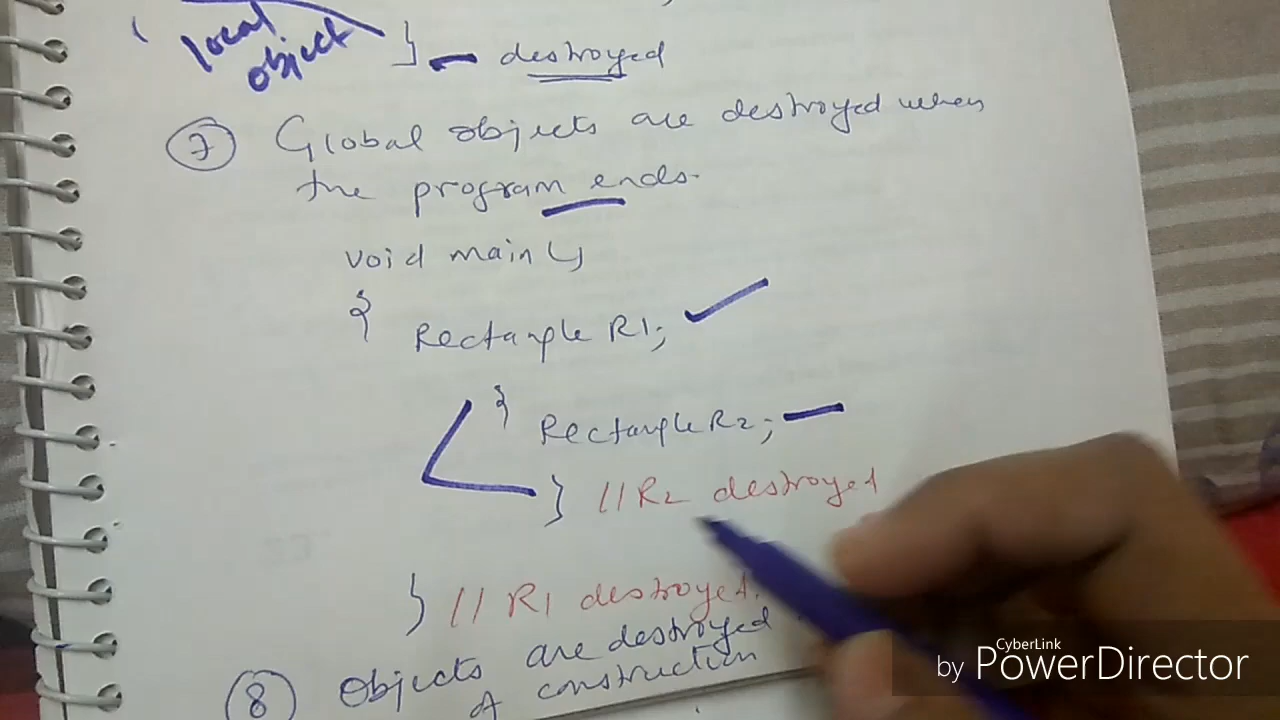 local
object
} destroyed
⑦ Global objects are destroyed when
the program ends.
void main()
{ Rectangle R1;
{ Rectangle R2;
} //R2 destroyed
} // R1 destroyed.
⑧ Objects are destroyed
of construction
CyberLink
by PowerDirector